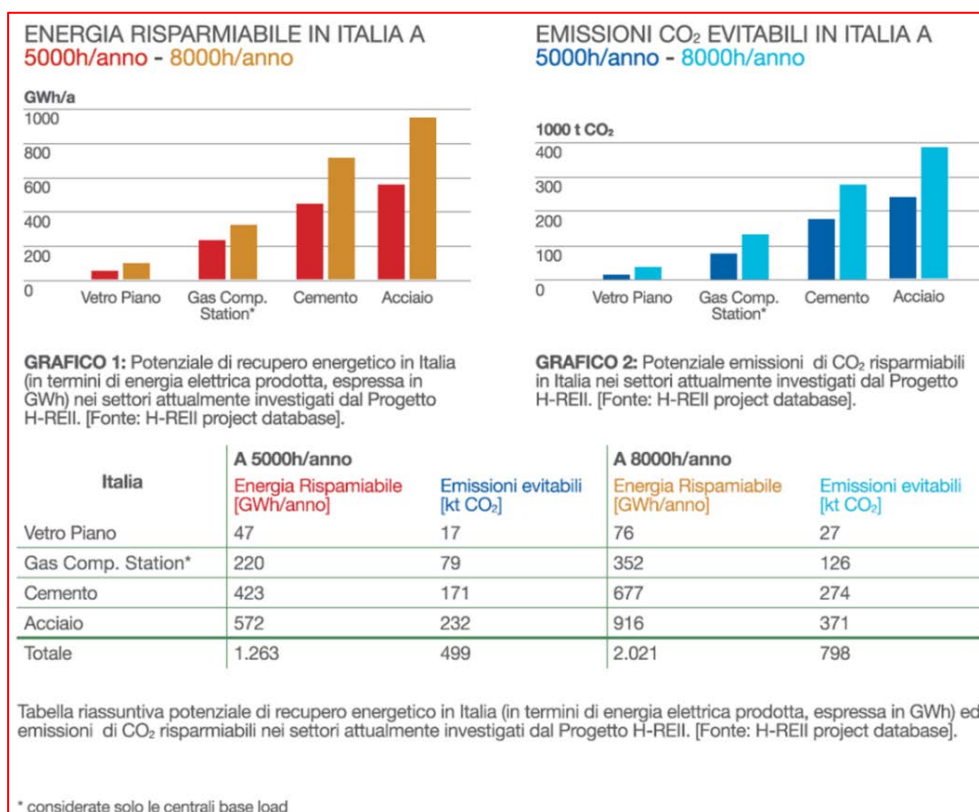 ENERGIA RISPARMIABILE IN ITALIA A
5000h/anno - 8000h/anno
GWh/a
1000
800
600
400
200
0
Vetro Piano
Gas Comp.
Station*
Cemento
Acciaio
EMISSIONI CO₂ EVITABILI IN ITALIA A
5000h/anno - 8000h/anno
1000 t CO₂
400
300
200
100
0
Vetro Piano
Gas Comp.
Station*
Cemento
Acciaio
GRAFICO 1: Potenziale di recupero energetico in Italia
(in termini di energia elettrica prodotta, espressa in
GWh) nei settori attualmente investigati dal Progetto
H-REII. [Fonte: H-REII project database].
GRAFICO 2: Potenziale emissioni di CO₂ risparmiabili
in Italia nei settori attualmente investigati dal Progetto
H-REII. [Fonte: H-REII project database].
Italia
A 5000h/anno
A 8000h/anno
Energia Rispamiabile
[GWh/anno]
Emissioni evitabili
[kt CO₂]
Energia Rispamiabile
[GWh/anno]
Emissioni evitabili
[kt CO₂]
Vetro Piano 47 17 76 27
Gas Comp. Station* 220 79 352 126
Cemento 423 171 677 274
Acciaio 572 232 916 371
Totale 1.263 499 2.021 798
Tabella riassuntiva potenziale di recupero energetico in Italia (in termini di energia elettrica prodotta, espressa in GWh) ed
emissioni di CO₂ risparmiabili nei settori attualmente investigati dal Progetto H-REII. [Fonte: H-REII project database].
* considerate solo le centrali base load